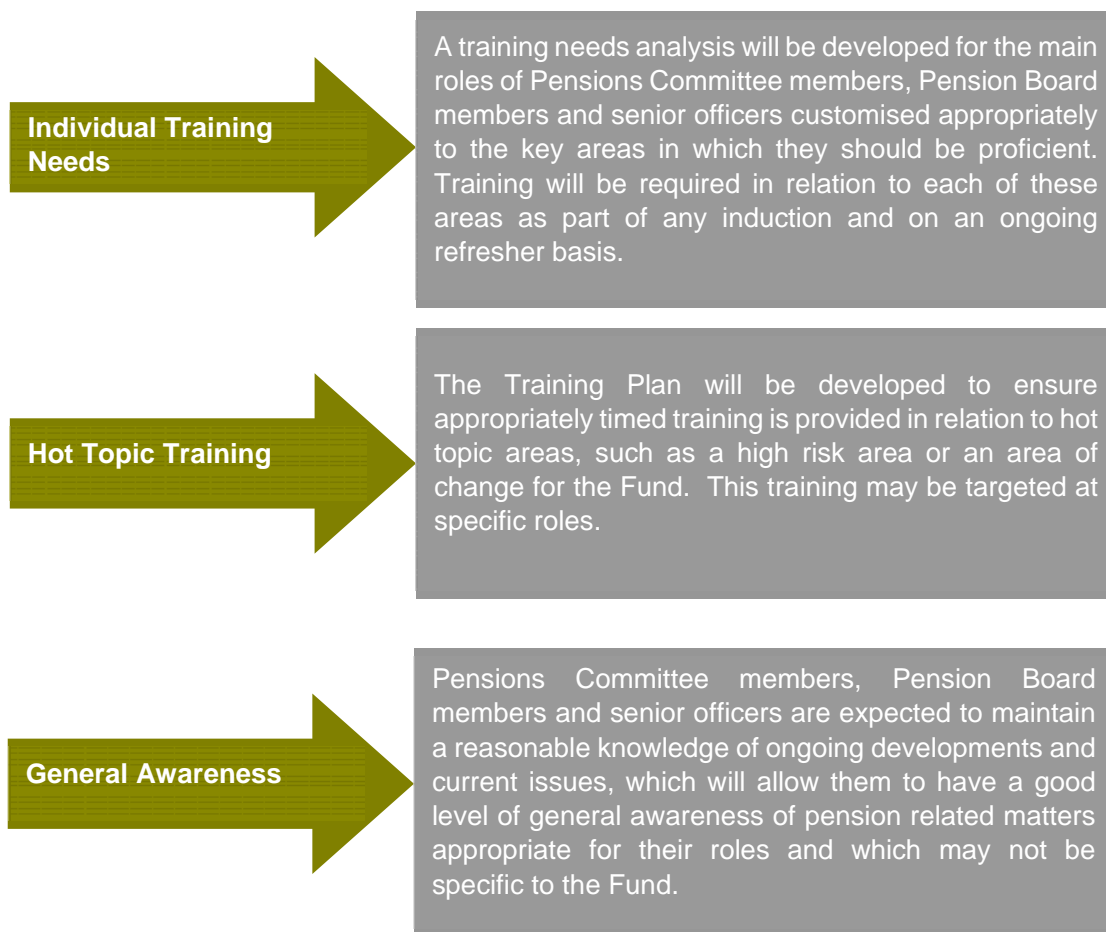 Individual Training
Needs
A training needs analysis will be developed for the main
roles of Pensions Committee members, Pension Board
members and senior officers customised appropriately
to the key areas in which they should be proficient.
Training will be required in relation to each of these
areas as part of any induction and on an ongoing
refresher basis.
Hot Topic Training
The Training Plan will be developed to ensure
appropriately timed training is provided in relation to hot
topic areas, such as a high risk area or an area of
change for the Fund. This training may be targeted at
specific roles.
General Awareness
Pensions Committee members, Pension Board
members and senior officers are expected to maintain
a reasonable knowledge of ongoing developments and
current issues, which will allow them to have a good
level of general awareness of pension related matters
appropriate for their roles and which may not be
specific to the Fund.